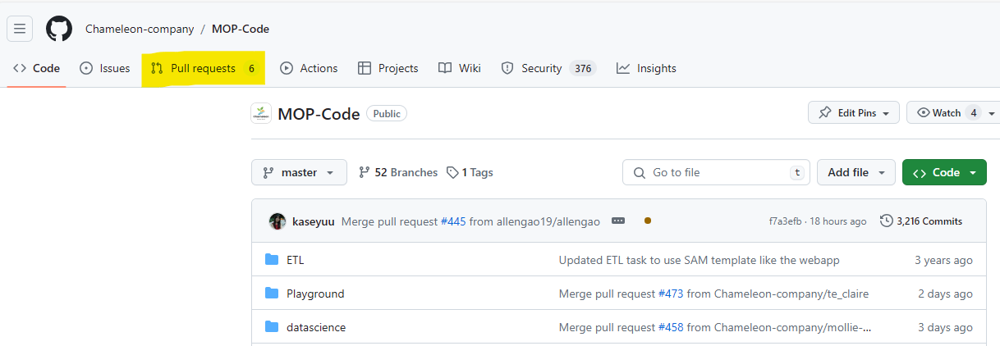 Chameleon-company / MOP-Code
Code Issues Pull requests 6 Actions Projects Wiki Security 376 Insights
MOP-Code Public Edit Pins Watch 4
master 52 Branches 1 Tags Go to file t Add file Code
kaseyuu Merge pull request #445 from allengao19/allengao f7a3efb · 18 hours ago 3,216 Commits
ETL Updated ETL task to use SAM template like the webapp 3 years ago
Playground Merge pull request #473 from Chameleon-company/te_claire 2 days ago
datascience Merge pull request #458 from Chameleon-company/mollie-… 3 days ago